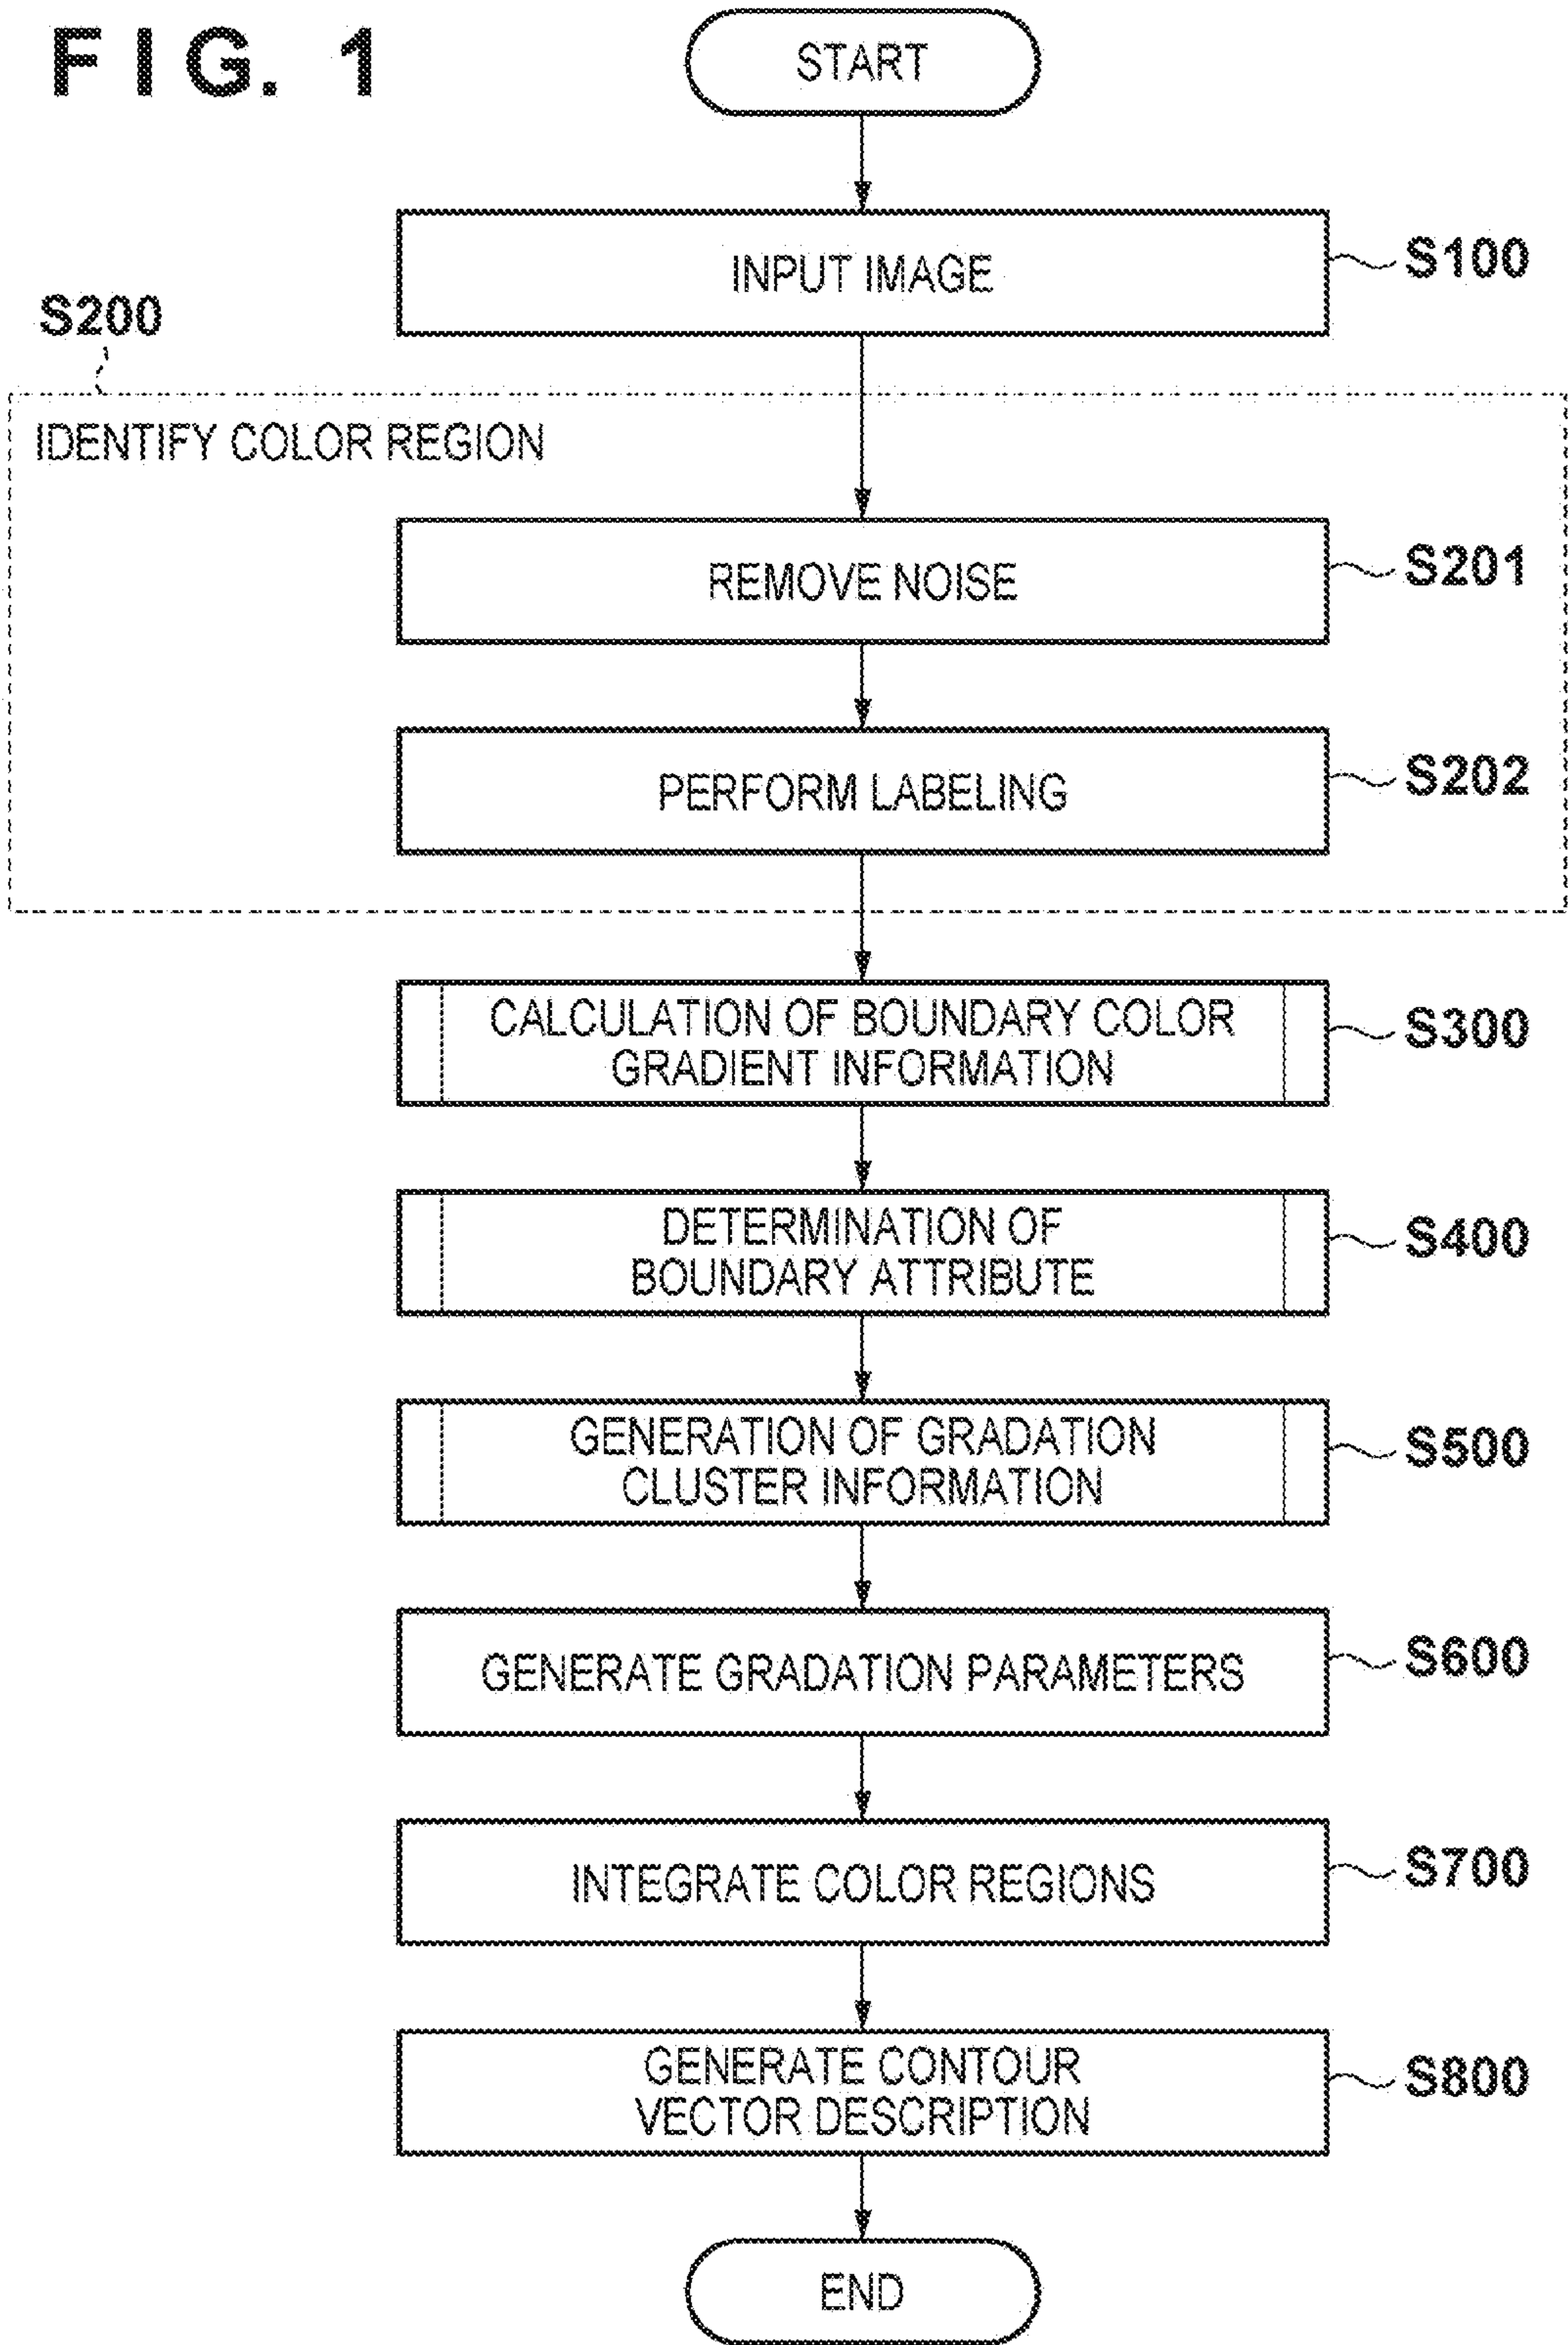 FIG. 1
START
INPUT IMAGE
S100
S200
IDENTIFY COLOR REGION
REMOVE NOISE
S201
PERFORM LABELING
S202
CALCULATION OF BOUNDARY COLOR
GRADIENT INFORMATION
S300
DETERMINATION OF
BOUNDARY ATTRIBUTE
S400
GENERATION OF GRADATION
CLUSTER INFORMATION
S500
GENERATE GRADATION PARAMETERS
S600
INTEGRATE COLOR REGIONS
S700
GENERATE CONTOUR
VECTOR DESCRIPTION
S800
END